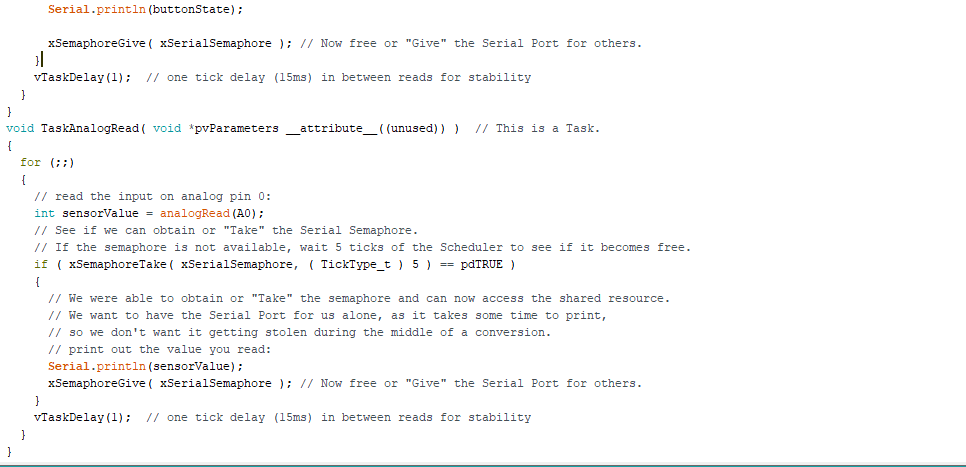 Serial.println(buttonState);
xSemaphoreGive( xSerialSemaphore ); // Now free or "Give" the Serial Port for others.
}
vTaskDelay(1);  // one tick delay (15ms) in between reads for stability
}
}
void TaskAnalogRead( void *pvParameters __attribute__((unused)) )  // This is a Task.
{
for (;;)
{
// read the input on analog pin 0:
int sensorValue = analogRead(A0);
// See if we can obtain or "Take" the Serial Semaphore.
// If the semaphore is not available, wait 5 ticks of the Scheduler to see if it becomes free.
if ( xSemaphoreTake( xSerialSemaphore, ( TickType_t ) 5 ) == pdTRUE )
{
// We were able to obtain or "Take" the semaphore and can now access the shared resource.
// We want to have the Serial Port for us alone, as it takes some time to print,
// so we don't want it getting stolen during the middle of a conversion.
// print out the value you read:
Serial.println(sensorValue);
xSemaphoreGive( xSerialSemaphore ); // Now free or "Give" the Serial Port for others.
}
vTaskDelay(1);  // one tick delay (15ms) in between reads for stability
}
}